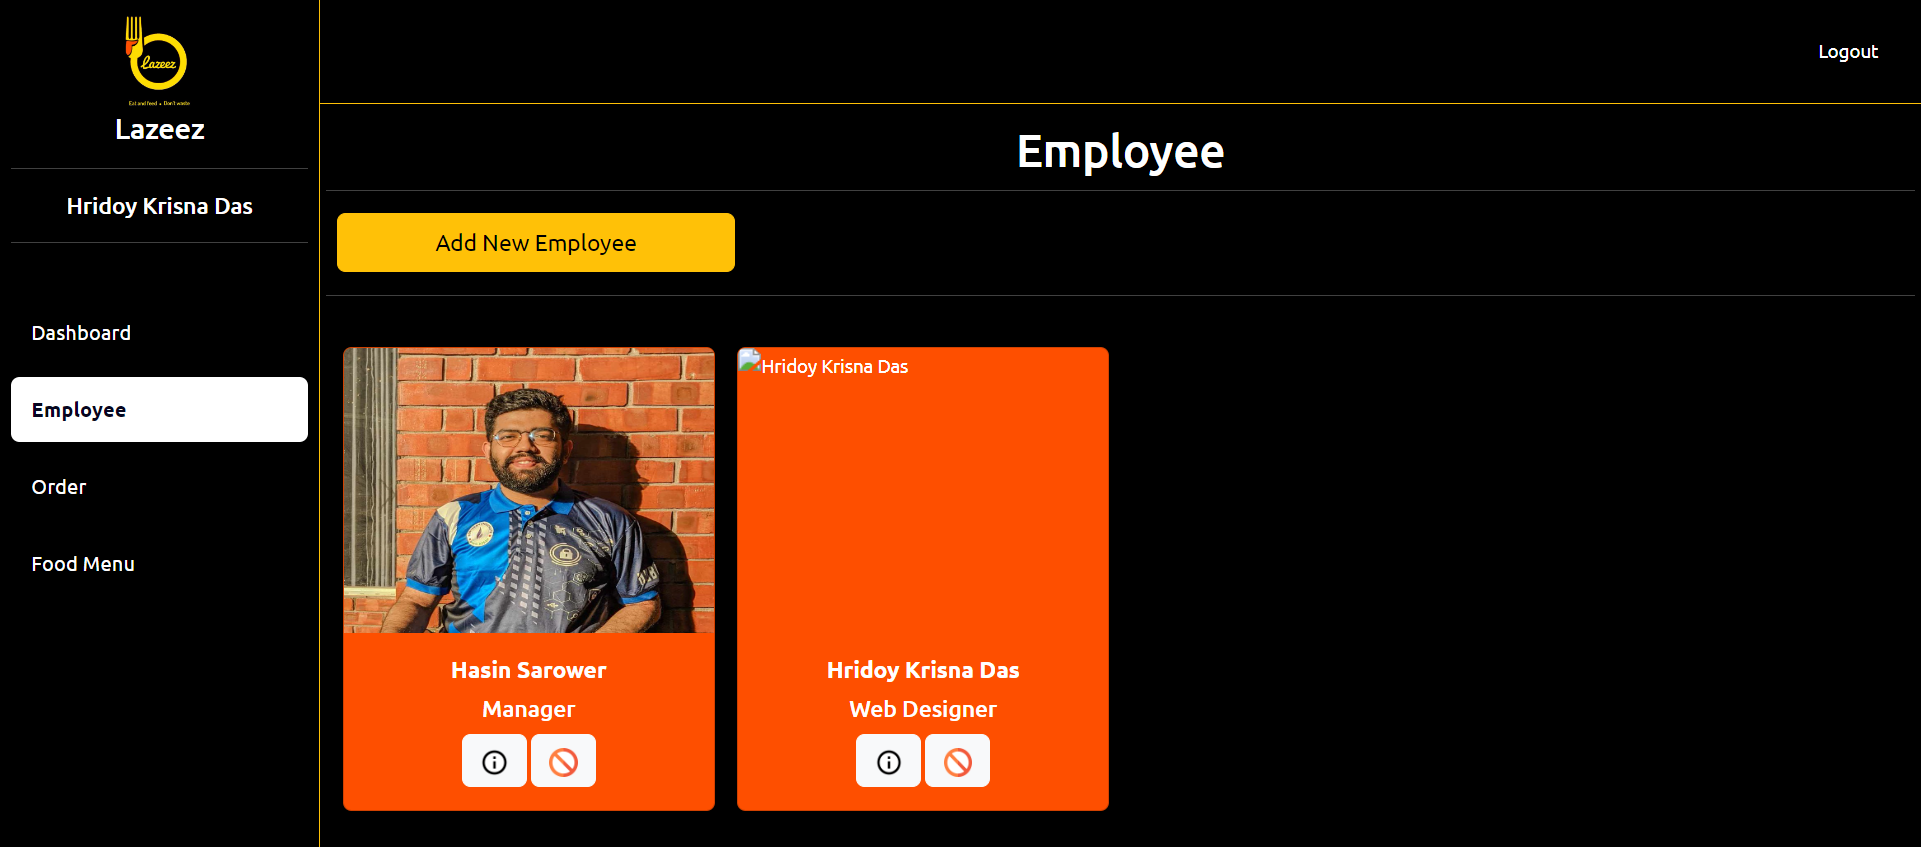 Lazeez
Eat and feed • Don't waste
Lazeez
Hridoy Krisna Das
Dashboard
Employee
Order
Food Menu
Logout
Employee
Add New Employee
Hasin Sarower
Manager
Hridoy Krisna Das
Hridoy Krisna Das
Web Designer